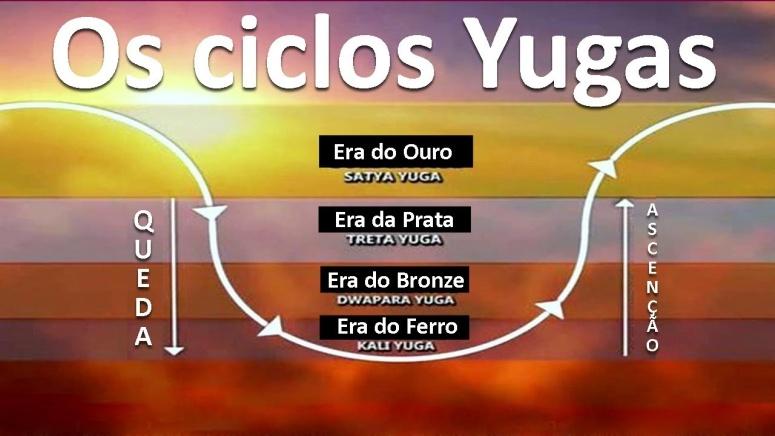 Os ciclos Yugas
Era do Ouro
SATYA YUGA
Era da Prata
TRETA YUGA
Era do Bronze
DWAPARA YUGA
Era do Ferro
KALI YUGA
QUEDA
ASCENÇÃO